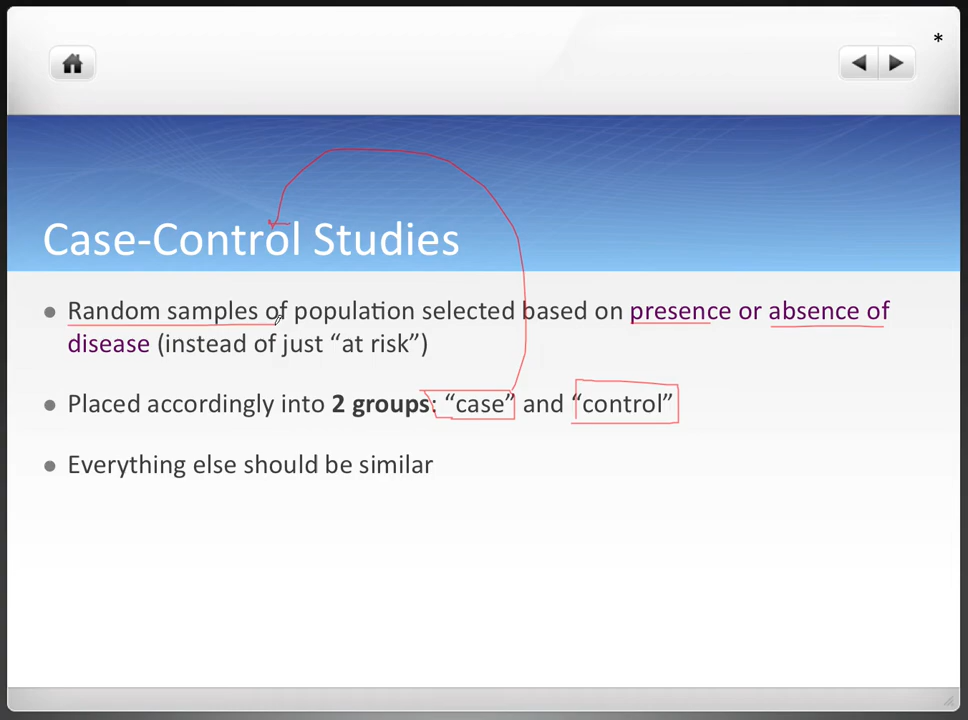 *
Case-Control Studies
● Random samples of population selected based on presence or absence of
disease (instead of just “at risk”)
● Placed accordingly into 2 groups: “case” and “control”
● Everything else should be similar